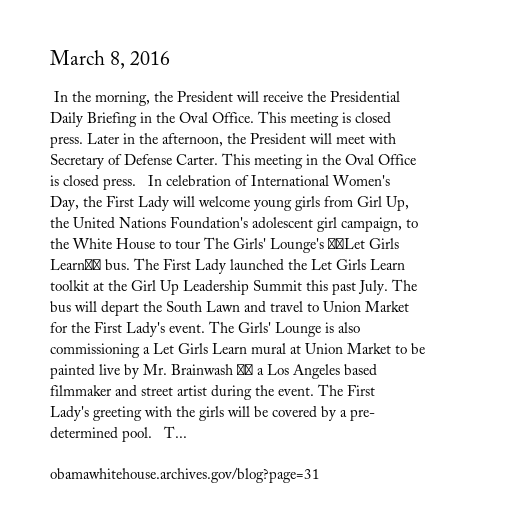 March 8, 2016
In the morning, the President will receive the Presidential
Daily Briefing in the Oval Office. This meeting is closed
press. Later in the afternoon, the President will meet with
Secretary of Defense Carter. This meeting in the Oval Office
is closed press.   In celebration of International Women's
Day, the First Lady will welcome young girls from Girl Up,
the United Nations Foundation's adolescent girl campaign, to
the White House to tour The Girls' Lounge's Let Girls
Learn bus. The First Lady launched the Let Girls Learn
toolkit at the Girl Up Leadership Summit this past July. The
bus will depart the South Lawn and travel to Union Market
for the First Lady's event. The Girls' Lounge is also
commissioning a Let Girls Learn mural at Union Market to be
painted live by Mr. Brainwash a Los Angeles based
filmmaker and street artist during the event. The First
Lady's greeting with the girls will be covered by a pre-
determined pool.   T...
obamawhitehouse.archives.gov/blog?page=31